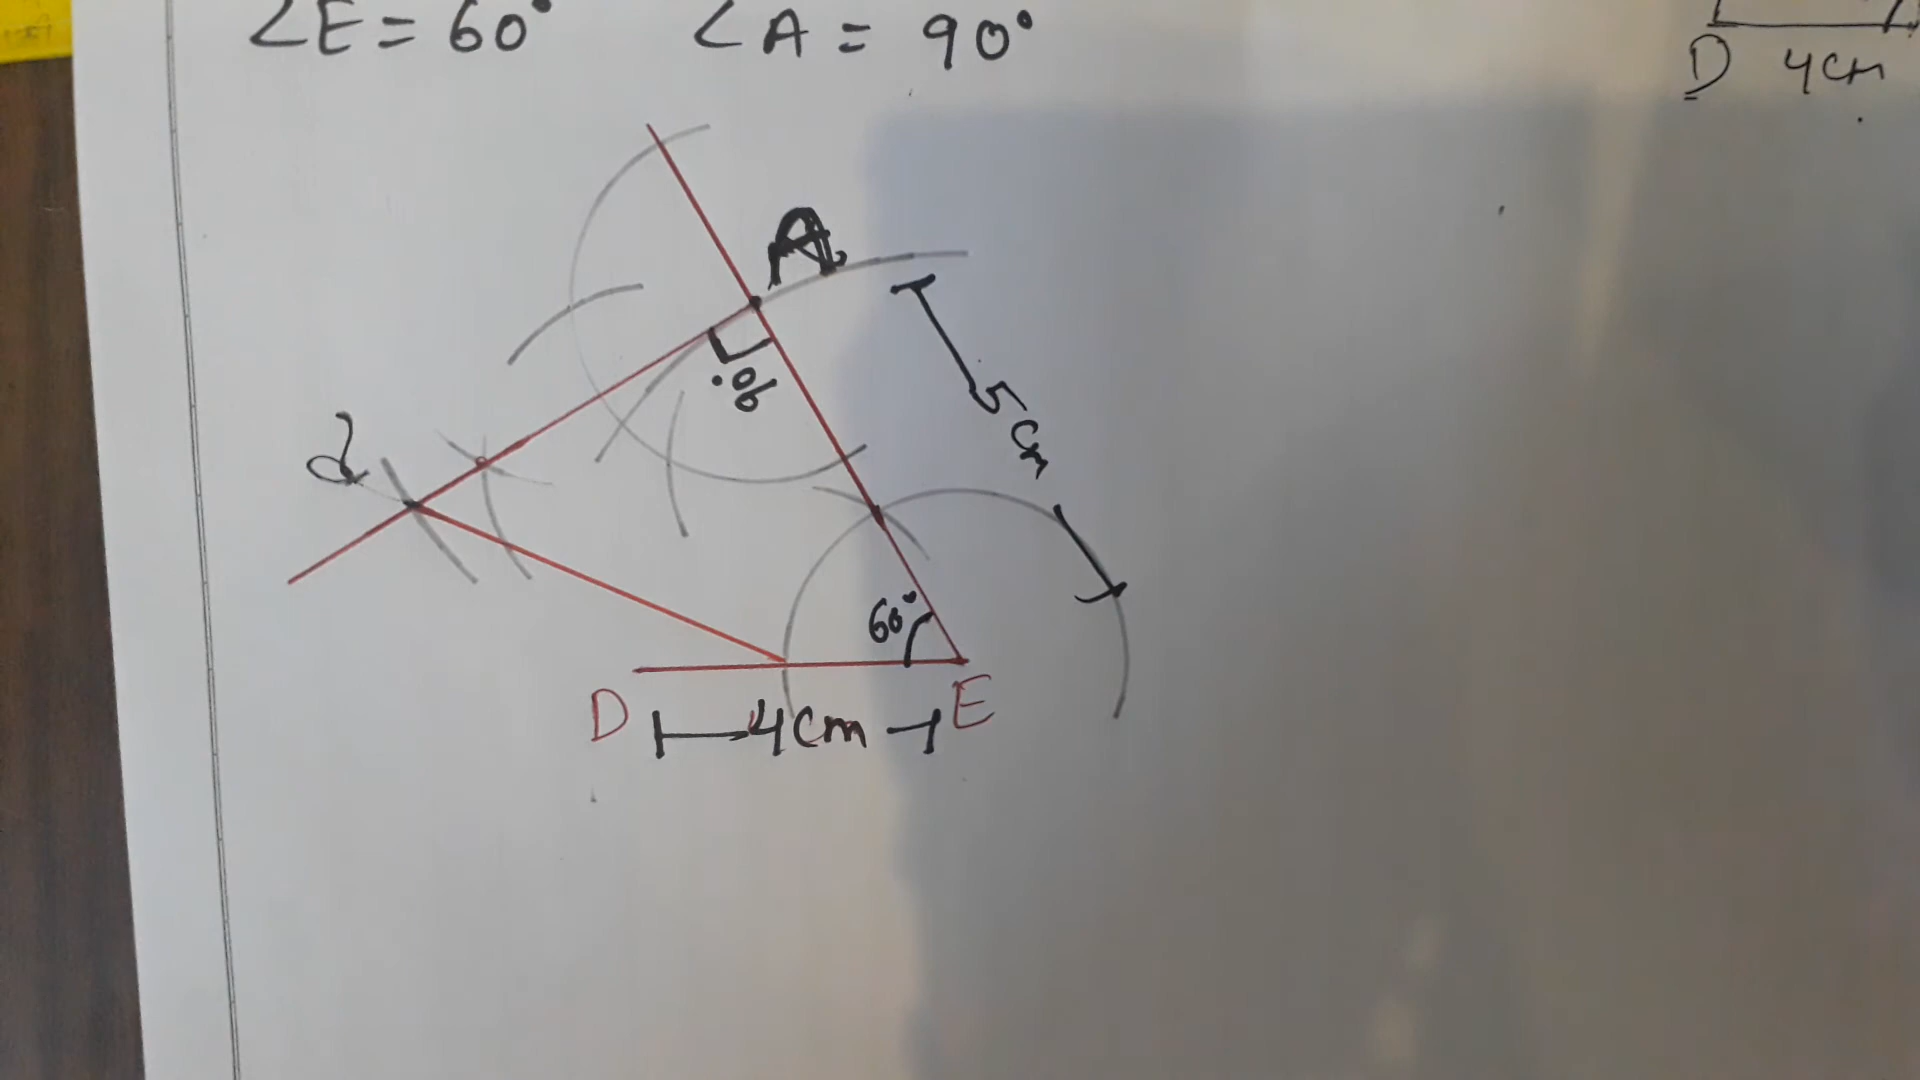 ∠E = 60° ∠A = 90°
D 4cm
A
5cm
90°
60°
D E
4cm